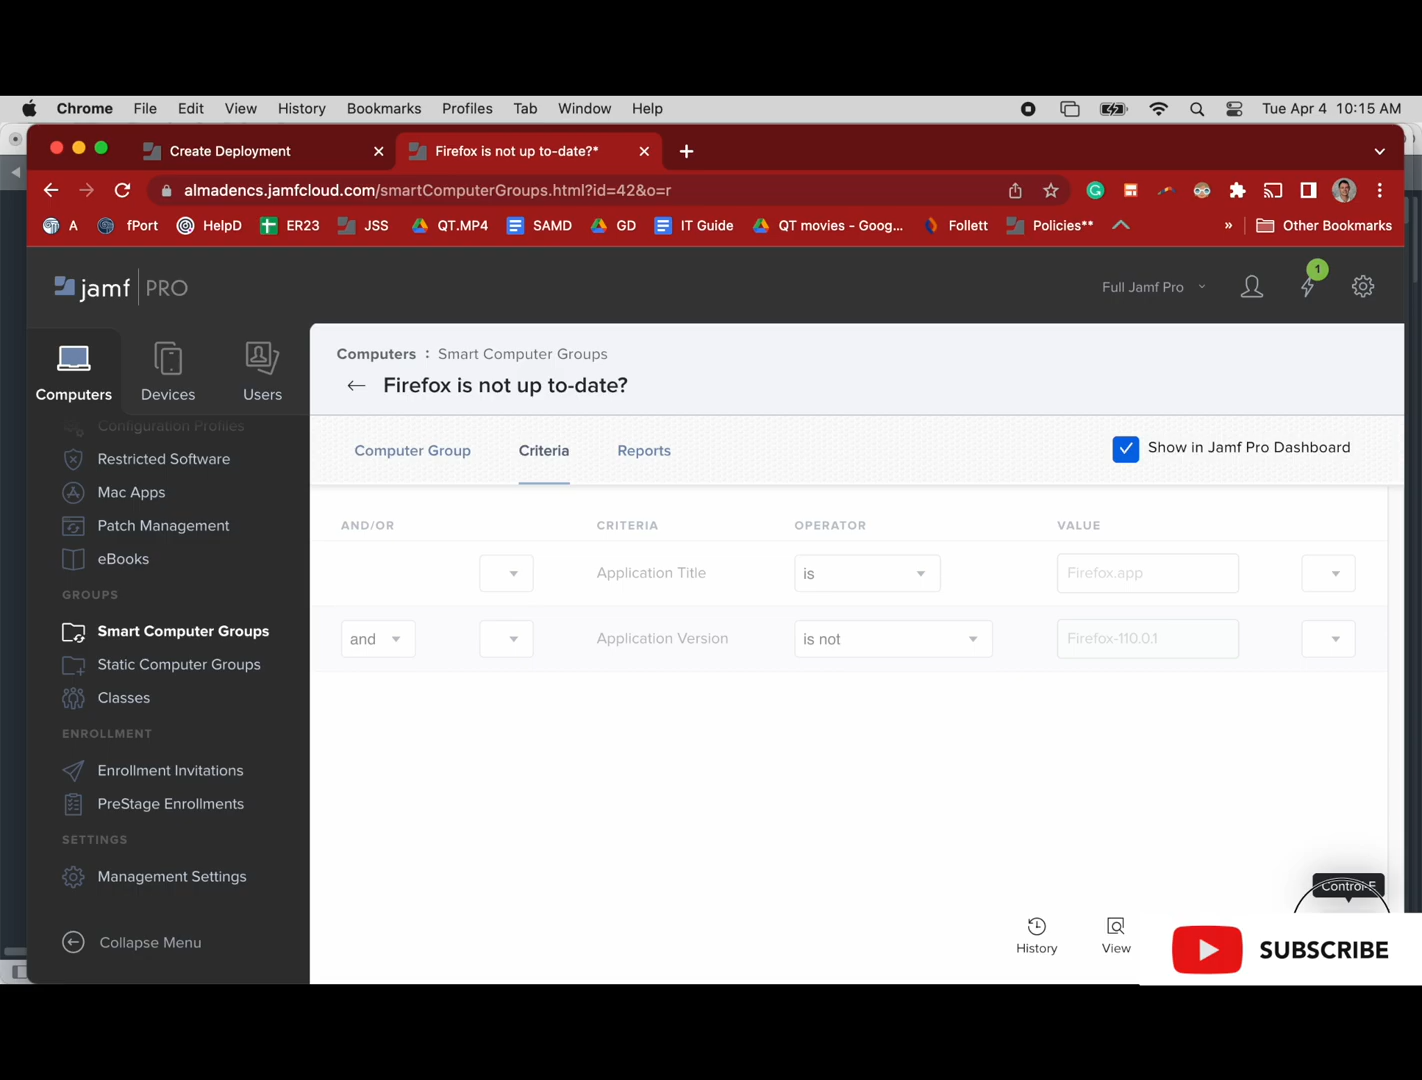 Chrome File Edit View History Bookmarks Profiles Tab Window Help Tue Apr 4 10:15 AM
Create Deployment
Firefox is not up to-date?*
almadencs.jamfcloud.com/smartComputerGroups.html?id=42&o=r
A fPort HelpD ER23 JSS QT.MP4 SAMD GD IT Guide QT movies - Goog... Follett Policies** » Other Bookmarks
jamf PRO
Full Jamf Pro
1
Computers Devices Users
Computers : Smart Computer Groups
← Firefox is not up to-date?
Configuration Profiles
Restricted Software
Mac Apps
Patch Management
eBooks
GROUPS
Smart Computer Groups
Static Computer Groups
Classes
ENROLLMENT
Enrollment Invitations
PreStage Enrollments
SETTINGS
Management Settings
Collapse Menu
Computer Group Criteria Reports
Show in Jamf Pro Dashboard
AND/OR CRITERIA OPERATOR VALUE
Application Title is Firefox.app
and Application Version is not Firefox-110.0.1
History View
SUBSCRIBE